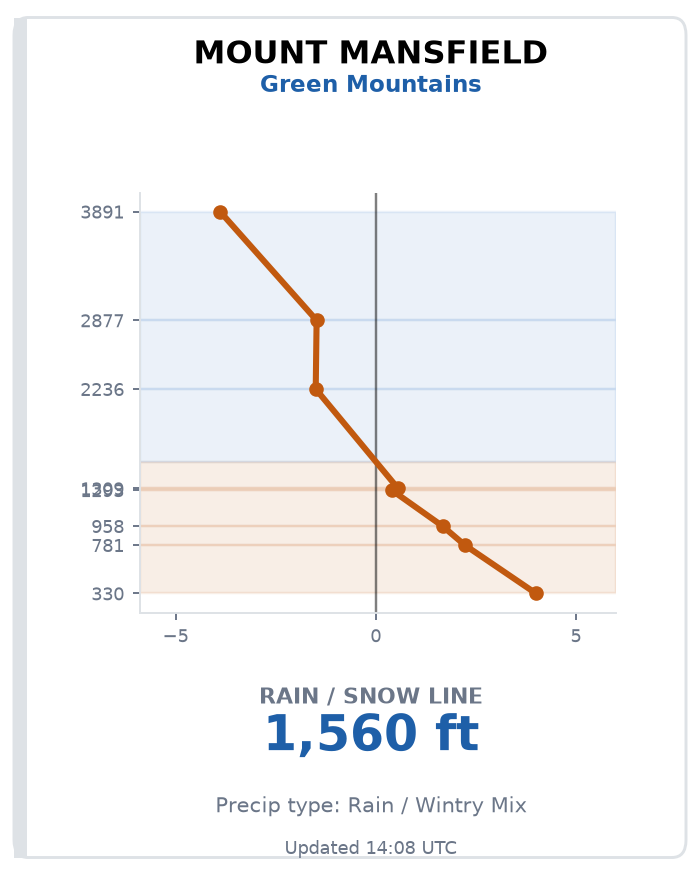 MOUNT MANSFIELD
Green Mountains
3891
2877
2236
958
781
330
−5 0 5
RAIN / SNOW LINE
1,560 ft
Precip type: Rain / Wintry Mix
Updated 14:08 UTC